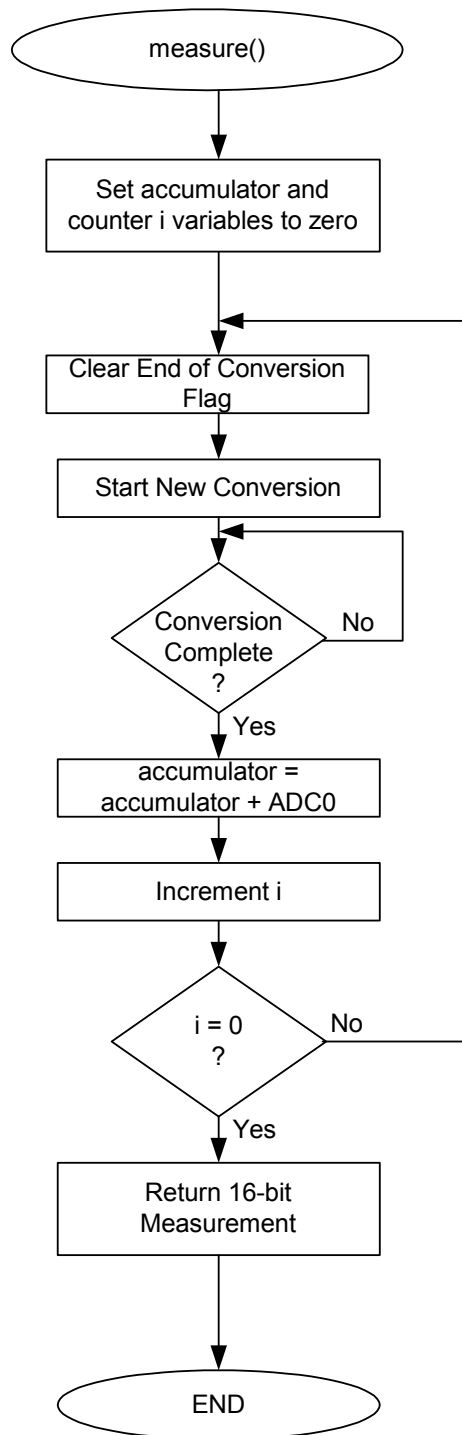 measure()
Set accumulator and
counter i variables to zero
Clear End of Conversion
Flag
Start New Conversion
Conversion
Complete
?
No
Yes
accumulator =
accumulator + ADC0
Increment i
i = 0
?
No
Yes
Return 16-bit
Measurement
END